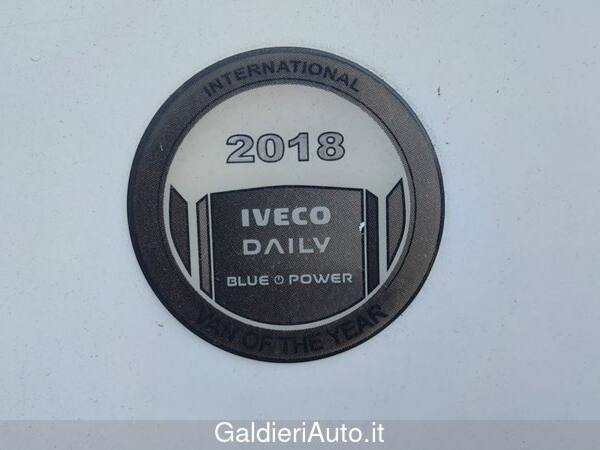 INTERNATIONAL
2018
IVECO
DAILY
BLUE POWER
VAN OF THE YEAR
GaldieriAuto.it